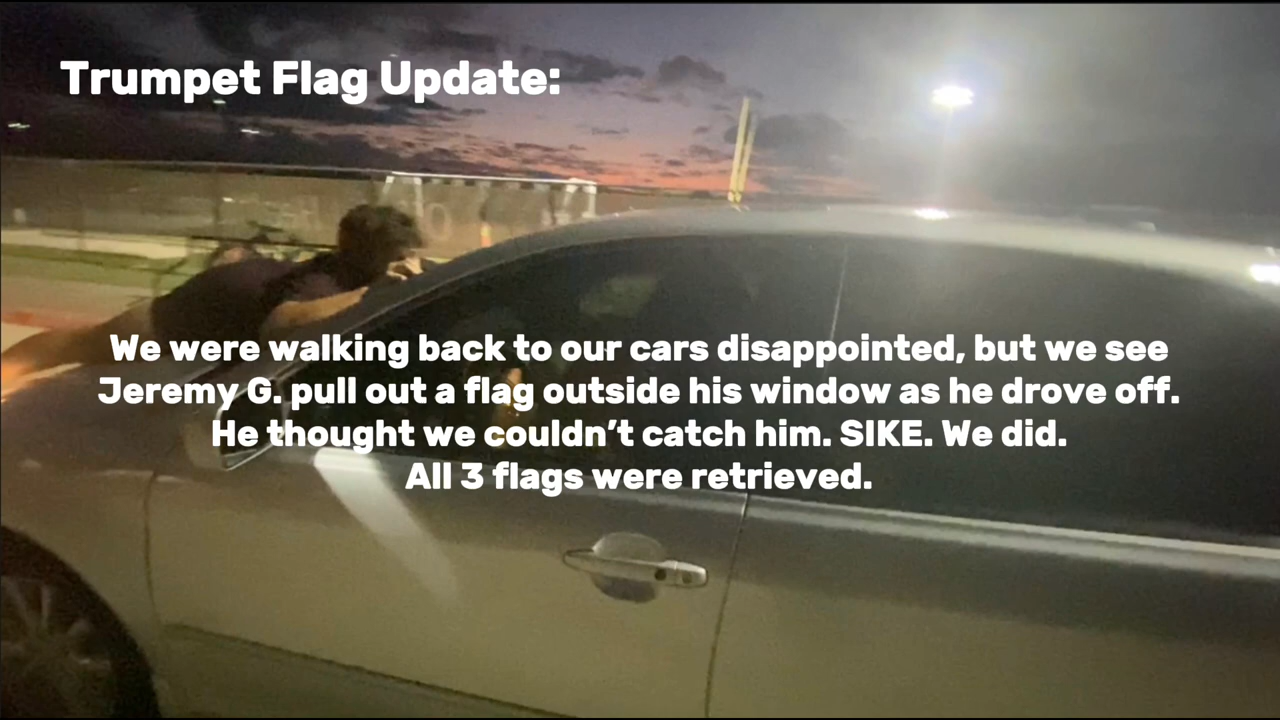 Trumpet Flag Update:
We were walking back to our cars disappointed, but we see
Jeremy G. pull out a flag outside his window as he drove off.
He thought we couldn’t catch him. SIKE. We did.
All 3 flags were retrieved.